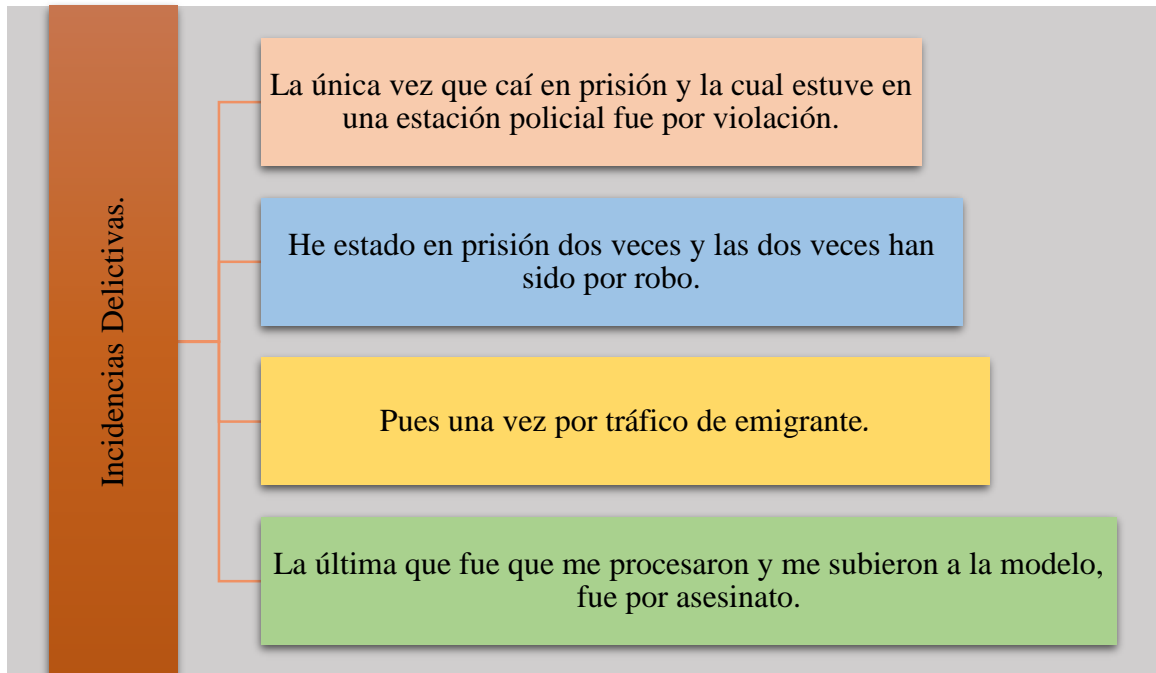 Incidencias Delictivas.
La única vez que caí en prisión y la cual estuve en
una estación policial fue por violación.
He estado en prisión dos veces y las dos veces han
sido por robo.
Pues una vez por tráfico de emigrante.
La última que fue que me procesaron y me subieron a la modelo,
fue por asesinato.